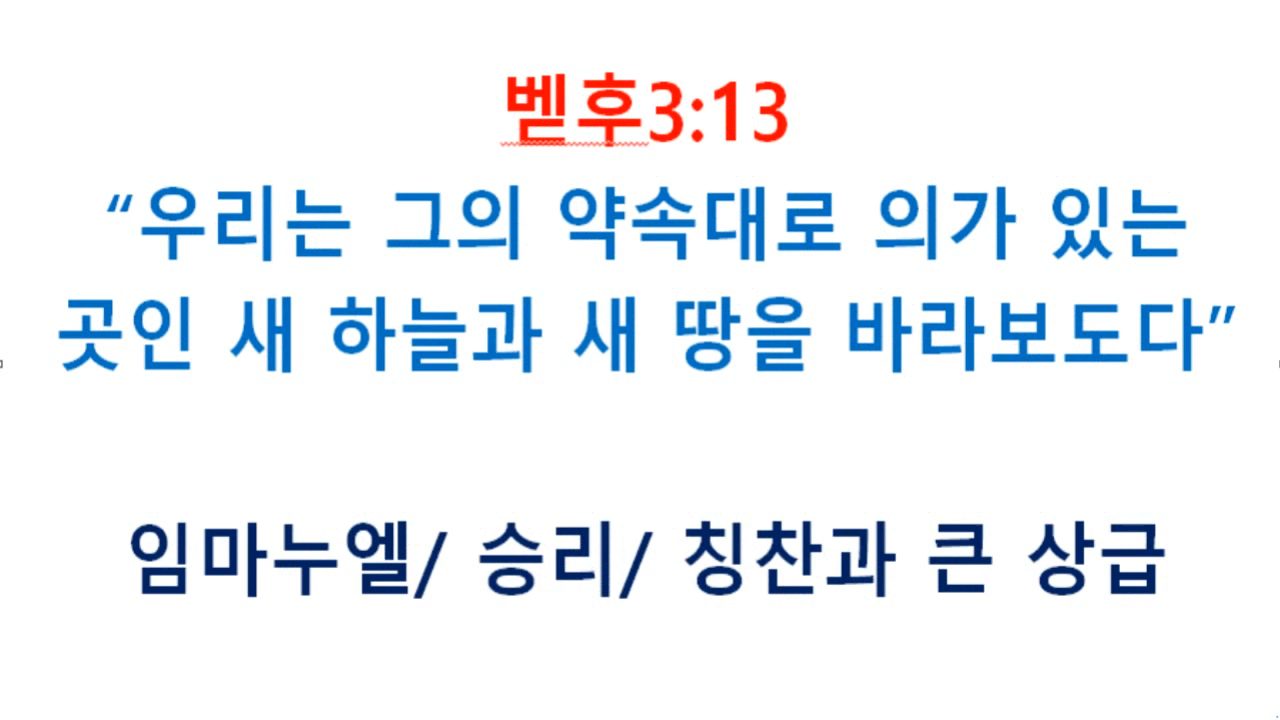 벧후3:13
“우리는 그의 약속대로 의가 있는
곳인 새 하늘과 새 땅을 바라보도다”
임마누엘/ 승리/ 칭찬과 큰 상급